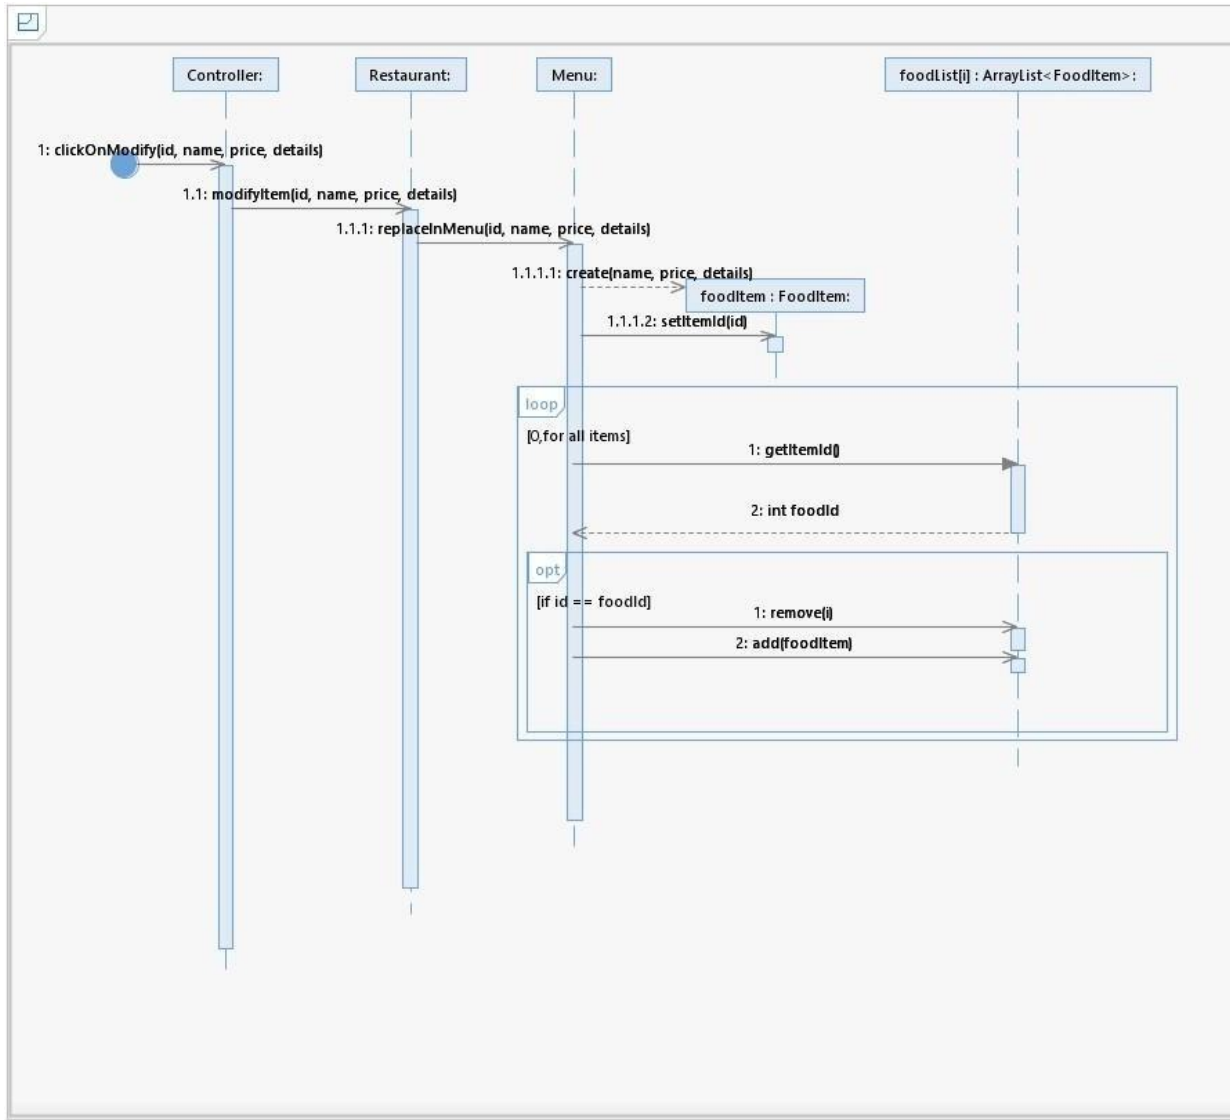 Controller:
Restaurant:
Menu:
foodList[i] : ArrayList<FoodItem>:
1: clickOnModify(id, name, price, details)
1.1: modifyItem(id, name, price, details)
1.1.1: replaceInMenu(id, name, price, details)
1.1.1.1: create(name, price, details)
foodItem : FoodItem:
1.1.1.2: setItemId(id)
loop
[0,for all items]
1: getItemId()
2: int foodId
opt
[if id == foodId]
1: remove(i)
2: add(foodItem)